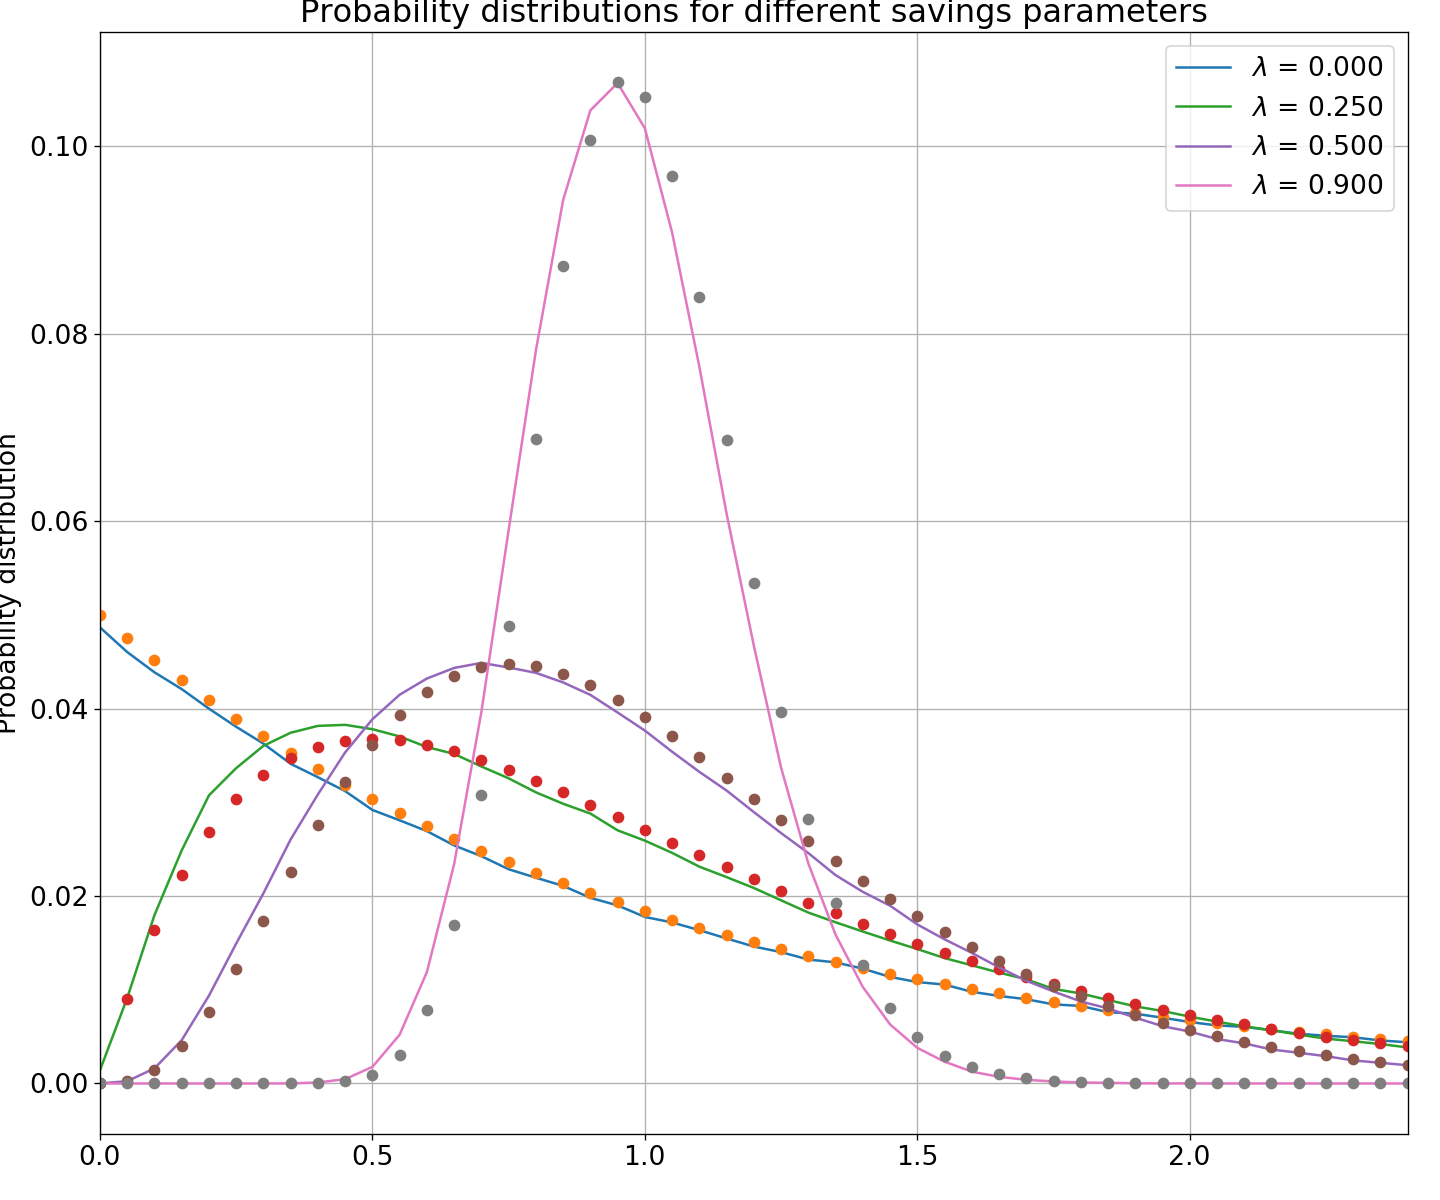 Probability distributions for different savings parameters
λ = 0.000
λ = 0.250
λ = 0.500
λ = 0.900
Probability distribution
0.10
0.08
0.06
0.04
0.02
0.00
0.0 0.5 1.0 1.5 2.0